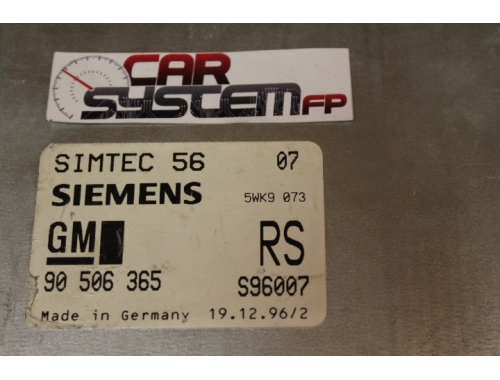 CAR
SYSTEM FP
SIMTEC 56 07
SIEMENS 5WK9 073
GM RS
90 506 365 S96007
Made in Germany 19.12.96/2